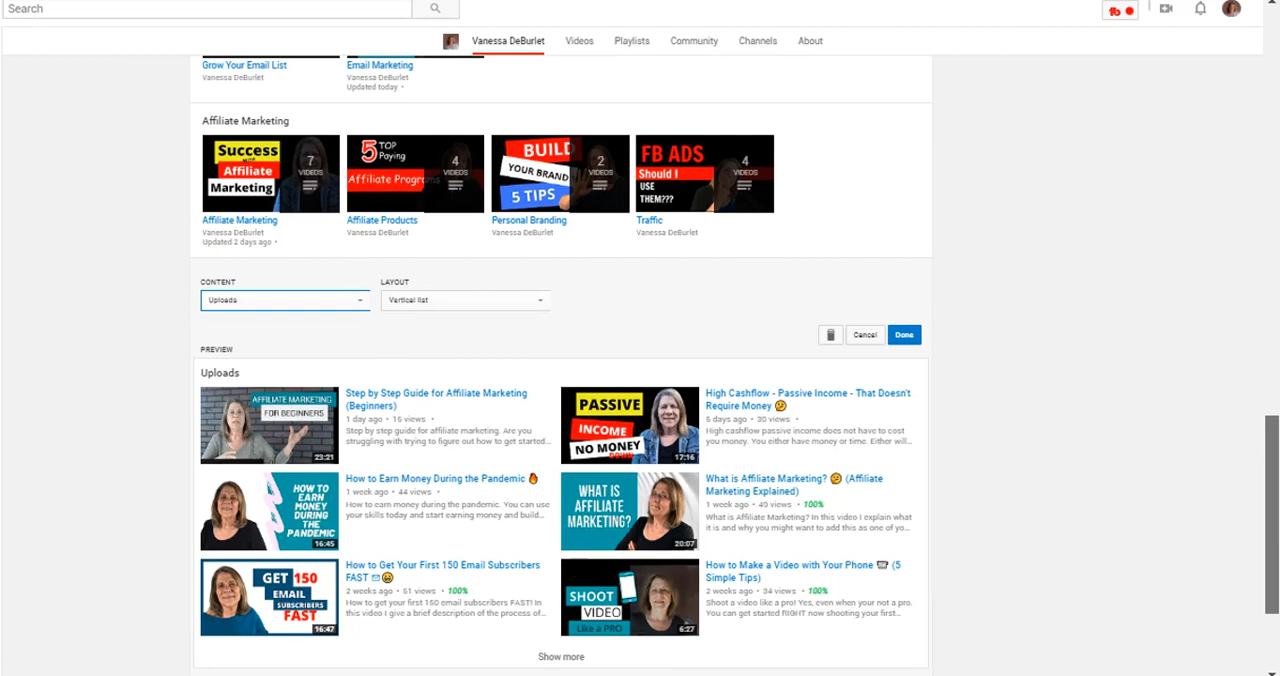 Search
Vanessa DeBurlet
Videos
Playlists
Community
Channels
About
Grow Your Email List
Vanessa DeBurlet
Email Marketing
Vanessa DeBurlet
Updated today •
Affiliate Marketing
Success
Affiliate
Marketing
7
VIDEOS
5 TOP
Paying
Affiliate Programs
4
VIDEOS
BUILD
YOUR BRAND
5 TIPS
2
VIDEOS
FB ADS
Should I
USE
THEM???
4
VIDEOS
Affiliate Marketing
Vanessa DeBurlet
Updated 2 days ago •
Affiliate Products
Vanessa DeBurlet
Personal Branding
Vanessa DeBurlet
Traffic
Vanessa DeBurlet
CONTENT
LAYOUT
Uploads
Vertical list
Cancel
Done
PREVIEW
Uploads
AFFILIATE MARKETING
FOR BEGINNERS
23:21
Step by Step Guide for Affiliate Marketing
(Beginners)
1 day ago • 15 views •
Step by step guide for affiliate marketing. Are you
struggling with trying to figure out how to get started...
PASSIVE
INCOME
NO MONEY
DOWN
17:16
High Cashflow - Passive Income - That Doesn't
Require Money 🤔
5 days ago • 30 views •
High cashflow passive income does not have to cost
you money. You either have money or time. Either will...
HOW TO
EARN
MONEY
DURING
THE
PANDEMIC
16:45
How to Earn Money During the Pandemic 🔥
1 week ago • 44 views •
How to earn money during the pandemic. You can use
your skills today and start earning money and build...
WHAT IS
AFFILIATE
MARKETING?
20:07
What is Affiliate Marketing? 🤔 (Affiliate
Marketing Explained)
1 week ago • 49 views • 100%
What is Affiliate Marketing? In this video I explain what
it is and why you might want to add this as one of yo...
GET 150
EMAIL
SUBSCRIBERS
FAST
16:47
How to Get Your First 150 Email Subscribers
FAST ✉😀
2 weeks ago • 51 views • 100%
How to get your first 150 email subscribers FAST! In
this video I give a brief description of the process of...
SHOOT
VIDEO
Like a PRO
6:27
How to Make a Video with Your Phone (5
Simple Tips)
2 weeks ago • 34 views • 100%
Shoot a video like a pro! Yes, even when your not a pro.
You can get started RIGHT now shooting your first...
Show more